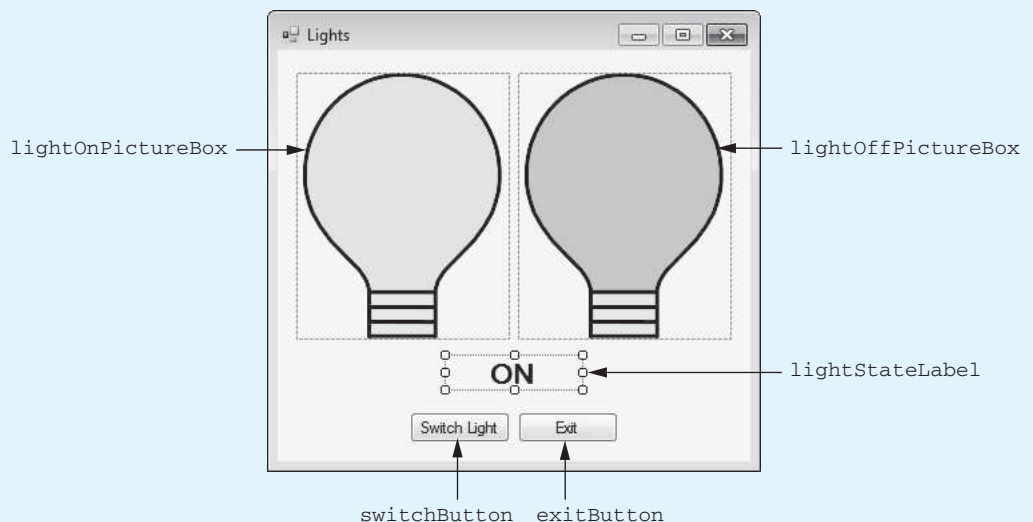 Lights
lightOnPictureBox
lightOffPictureBox
ON
lightStateLabel
Switch Light
Exit
switchButton
exitButton